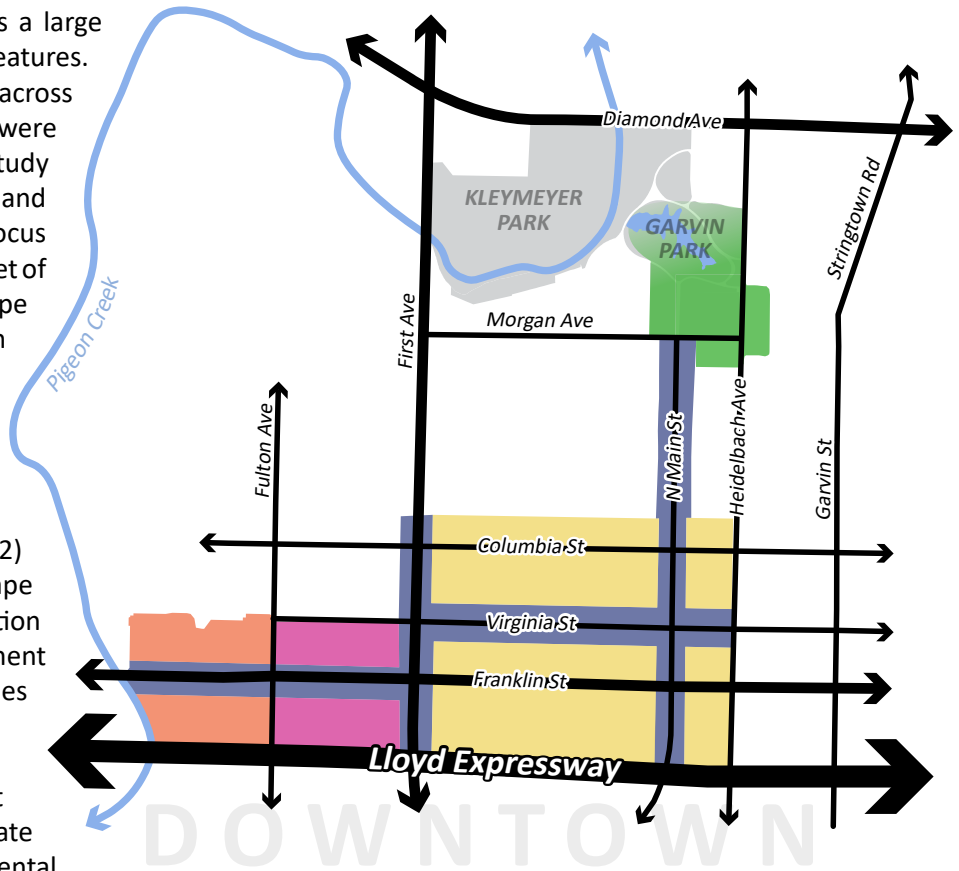 s a large
eatures.
across
were
tudy
and
ocus
et of
pe
n
2)
ape
tion
ment
es
t
ate
ental
Diamond Ave
KLEYMEYER
PARK
GARVIN
PARK
Stringtown Rd
Pigeon Creek
First Ave
Morgan Ave
Fulton Ave
N Main St
Heidelbach Ave
Garvin St
Columbia St
Virginia St
Franklin St
Lloyd Expressway
DOWNTOWN